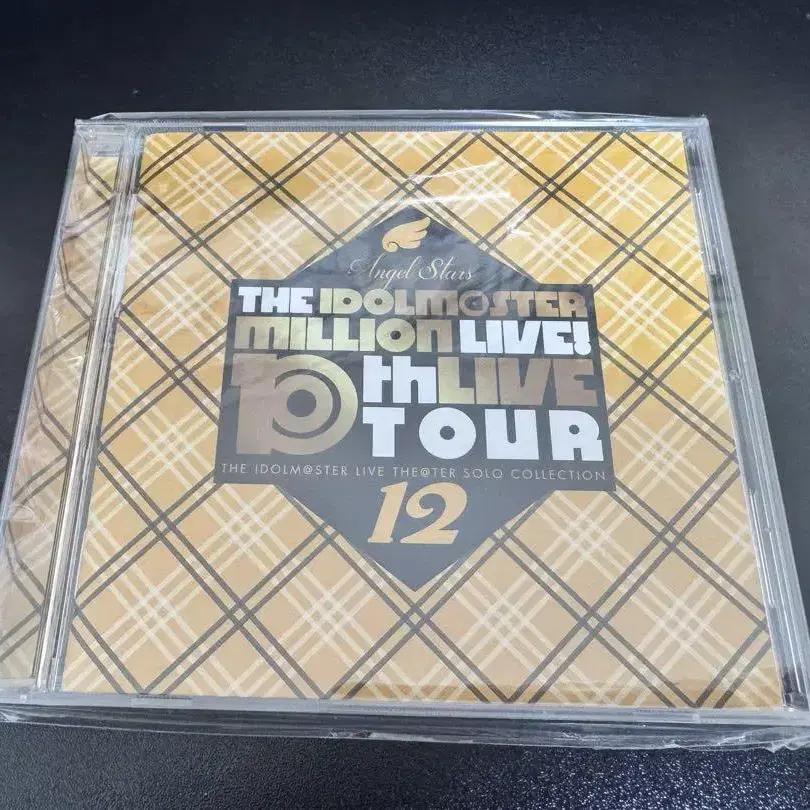 Angel Stars
THE IDOLM@STER
MILLION LIVE!
10thLIVE
TOUR
THE IDOLM@STER LIVE THE@TER SOLO COLLECTION
12